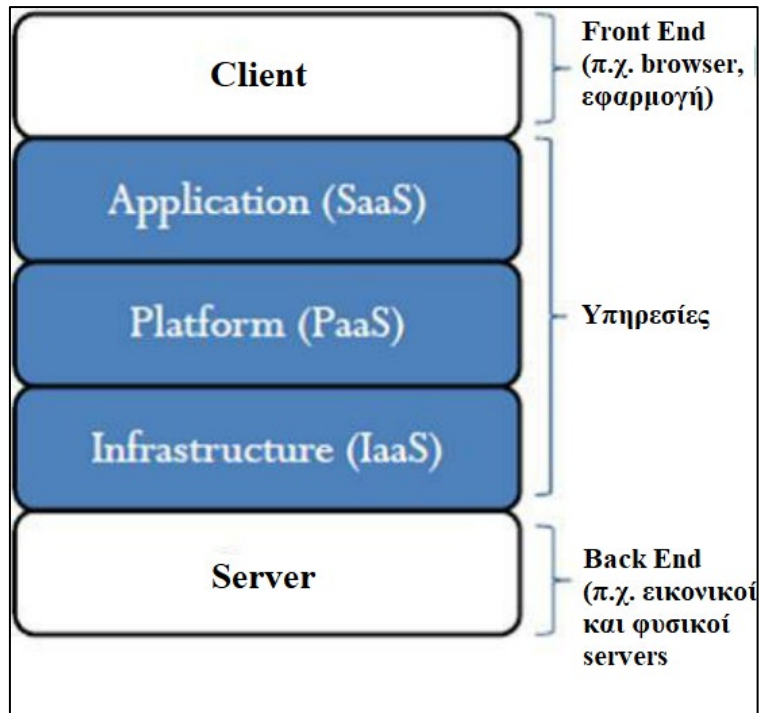 Client
Front End
(π.χ. browser,
εφαρμογή)
Application (SaaS)
Platform (PaaS)
Υπηρεσίες
Infrastructure (IaaS)
Server
Back End
(π.χ. εικονικοί
και φυσικοί
servers